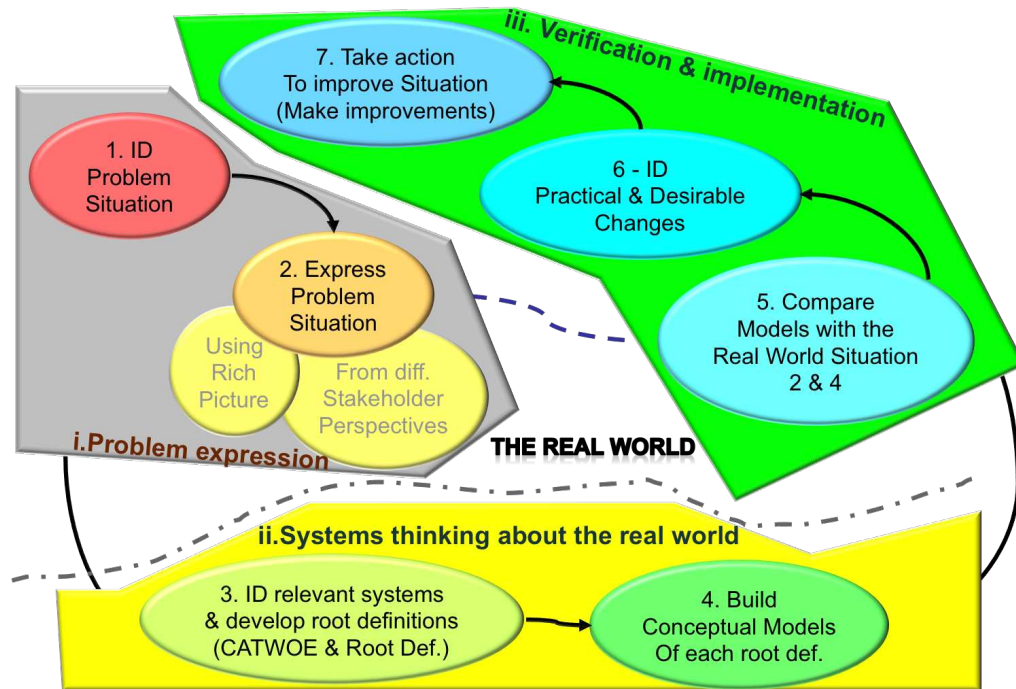 iii. Verification & implementation
7. Take action
To improve Situation
(Make improvements)
1. ID
Problem
Situation
6 - ID
Practical & Desirable
Changes
2. Express
Problem
Situation
5. Compare
Models with the
Real World Situation
2 & 4
Using
Rich
Picture
From diff.
Stakeholder
Perspectives
i.Problem expression
THE REAL WORLD
ii.Systems thinking about the real world
3. ID relevant systems
& develop root definitions
(CATWOE & Root Def.)
4. Build
Conceptual Models
Of each root def.